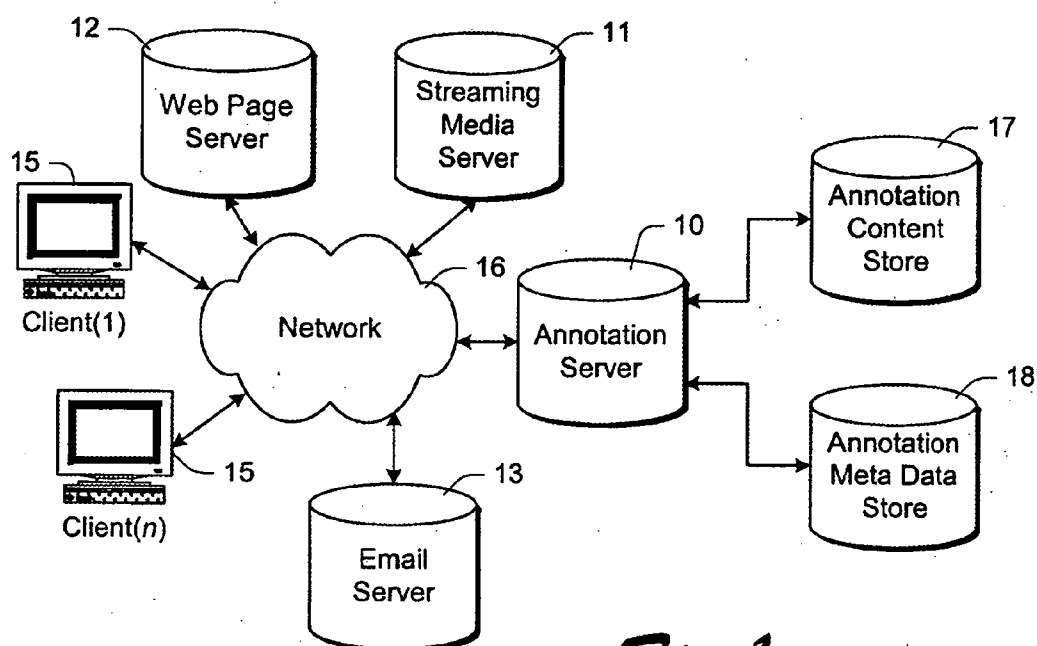 12
11
Web Page
Server
Streaming
Media
Server
17
15
Annotation
Content
Store
10
16
Client(1)
Network
Annotation
Server
18
15
Annotation
Meta Data
Store
13
Client(n)
Email
Server